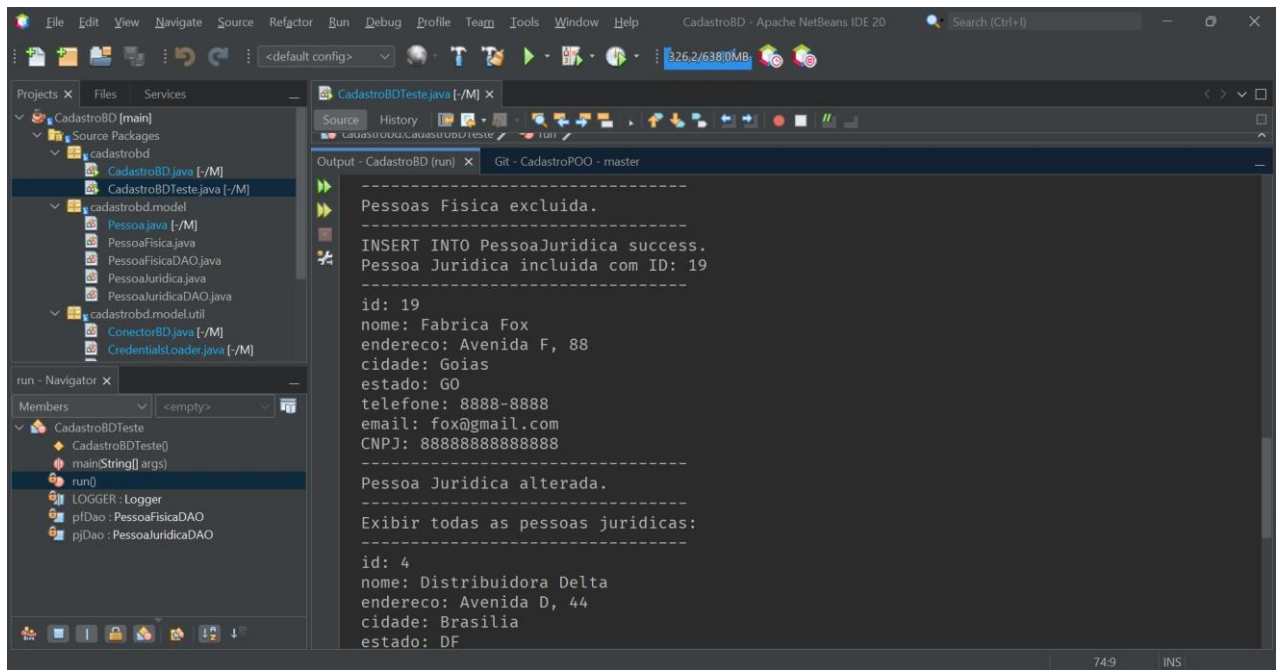 File Edit View Navigate Source Refactor Run Debug Profile Team Tools Window Help CadastroBD - Apache NetBeans IDE 20 Search (Ctrl+I)
<default config> 326,2/638,0MB
Projects Files Services
CadastroBD [main]
Source Packages
cadastrobd
CadastroBD.java [-/M]
CadastroBDTeste.java [-/M]
cadastrobd.model
Pessoa.java [-/M]
PessoaFisica.java
PessoaFisicaDAO.java
PessoaJuridica.java
PessoaJuridicaDAO.java
cadastrobd.model.util
ConectorBD.java [-/M]
CredentialsLoader.java [-/M]
run - Navigator
Members <empty>
CadastroBDTeste
CadastroBDTeste()
main(String[] args)
run()
LOGGER : Logger
pfDao : PessoaFisicaDAO
pjDao : PessoaJuridicaDAO
CadastroBDTeste.java [-/M]
Source History
cadastrobd.CadastroBDTeste run
Output - CadastroBD (run) Git - CadastroPOO - master
---------------------------------
Pessoas Fisica excluida.
---------------------------------
INSERT INTO PessoaJuridica success.
Pessoa Juridica incluida com ID: 19
---------------------------------
id: 19
nome: Fabrica Fox
endereco: Avenida F, 88
cidade: Goias
estado: GO
telefone: 8888-8888
email: fox@gmail.com
CNPJ: 88888888888888
---------------------------------
Pessoa Juridica alterada.
---------------------------------
Exibir todas as pessoas juridicas:
---------------------------------
id: 4
nome: Distribuidora Delta
endereco: Avenida D, 44
cidade: Brasilia
estado: DF
74:9 INS